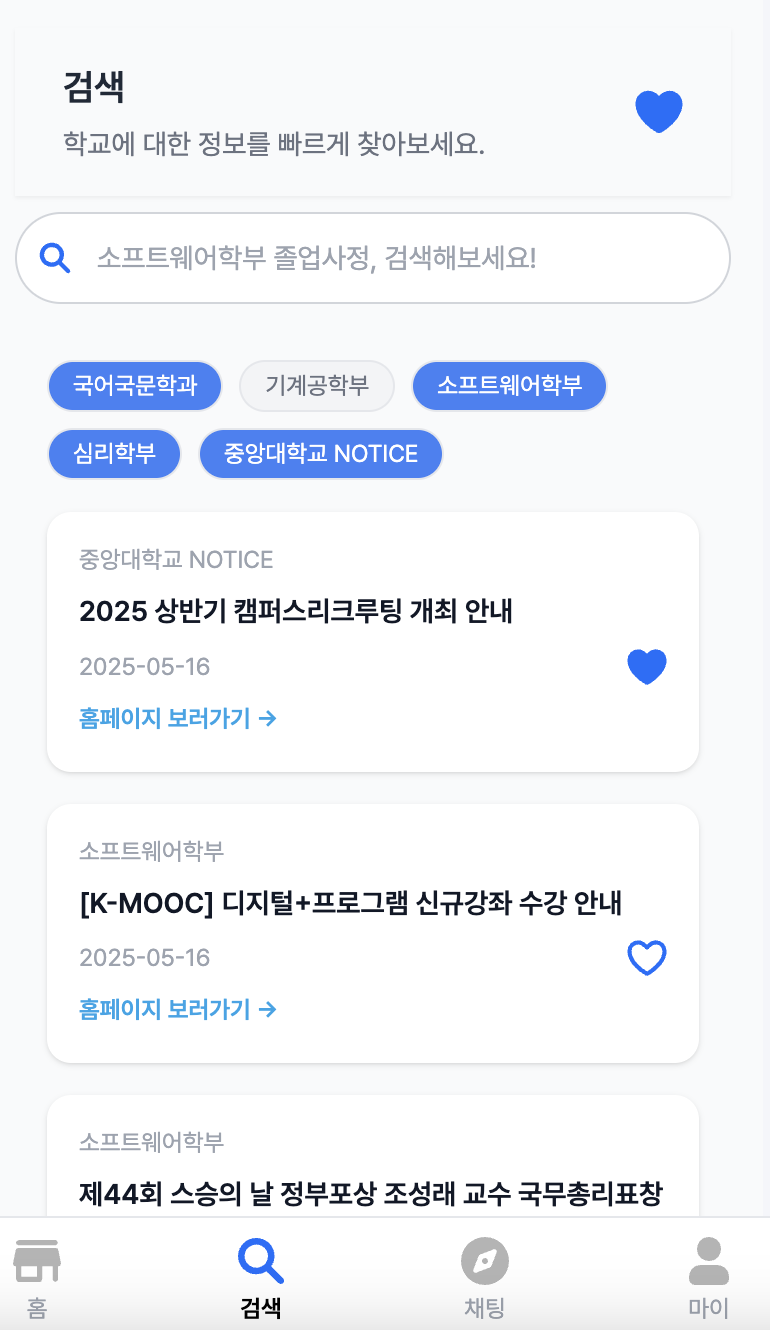 검색
학교에 대한 정보를 빠르게 찾아보세요.
소프트웨어학부 졸업사정, 검색해보세요!
국어국문학과 기계공학부 소프트웨어학부
심리학부 중앙대학교 NOTICE
중앙대학교 NOTICE
2025 상반기 캠퍼스리크루팅 개최 안내
2025-05-16
홈페이지 보러가기 →
소프트웨어학부
[K-MOOC] 디지털+프로그램 신규강좌 수강 안내
2025-05-16
홈페이지 보러가기 →
소프트웨어학부
제44회 스승의 날 정부포상 조성래 교수 국무총리표창
홈 검색 채팅 마이